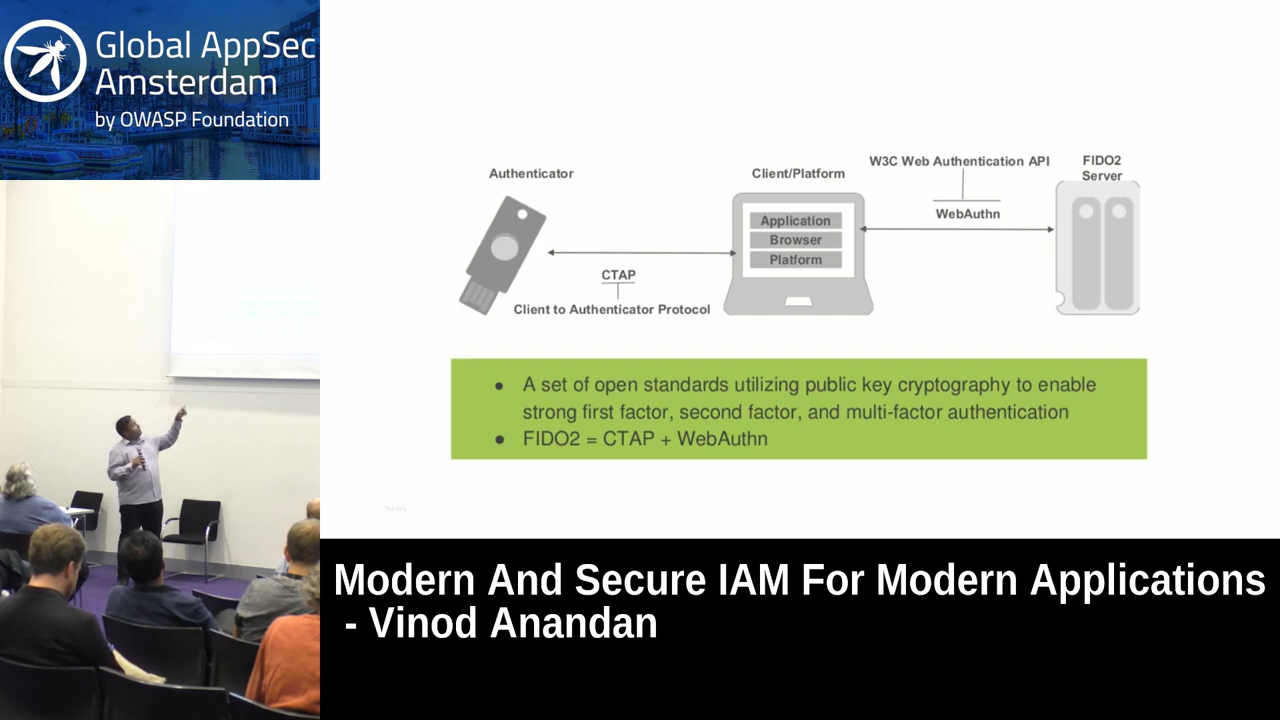 Global AppSec
Amsterdam
by OWASP Foundation
Authenticator
Client/Platform
W3C Web Authentication API
FIDO2
Server
WebAuthn
Application
Browser
Platform
CTAP
Client to Authenticator Protocol
● A set of open standards utilizing public key cryptography to enable
strong first factor, second factor, and multi-factor authentication
● FIDO2 = CTAP + WebAuthn
Modern And Secure IAM For Modern Applications
- Vinod Anandan